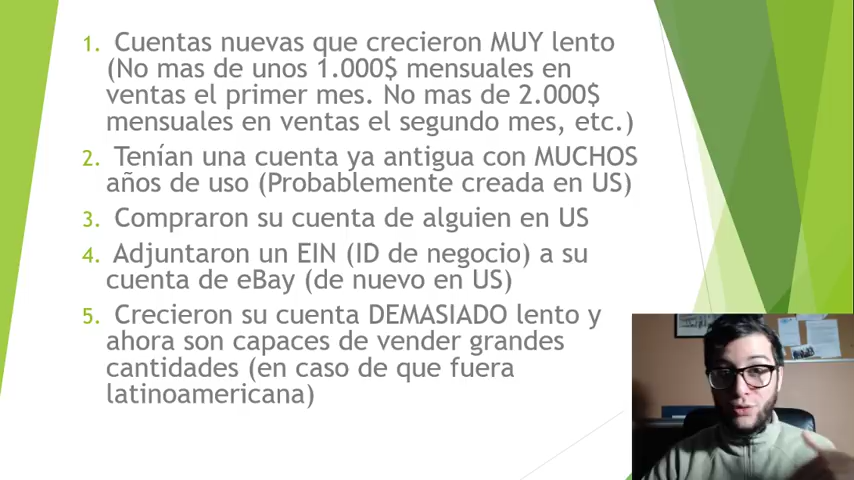 1. Cuentas nuevas que crecieron MUY lento
(No mas de unos 1.000$ mensuales en
ventas el primer mes. No mas de 2.000$
mensuales en ventas el segundo mes, etc.)
2. Tenían una cuenta ya antigua con MUCHOS
años de uso (Probablemente creada en US)
3. Compraron su cuenta de alguien en US
4. Adjuntaron un EIN (ID de negocio) a su
cuenta de eBay (de nuevo en US)
5. Crecieron su cuenta DEMASIADO lento y
ahora son capaces de vender grandes
cantidades (en caso de que fuera
latinoamericana)